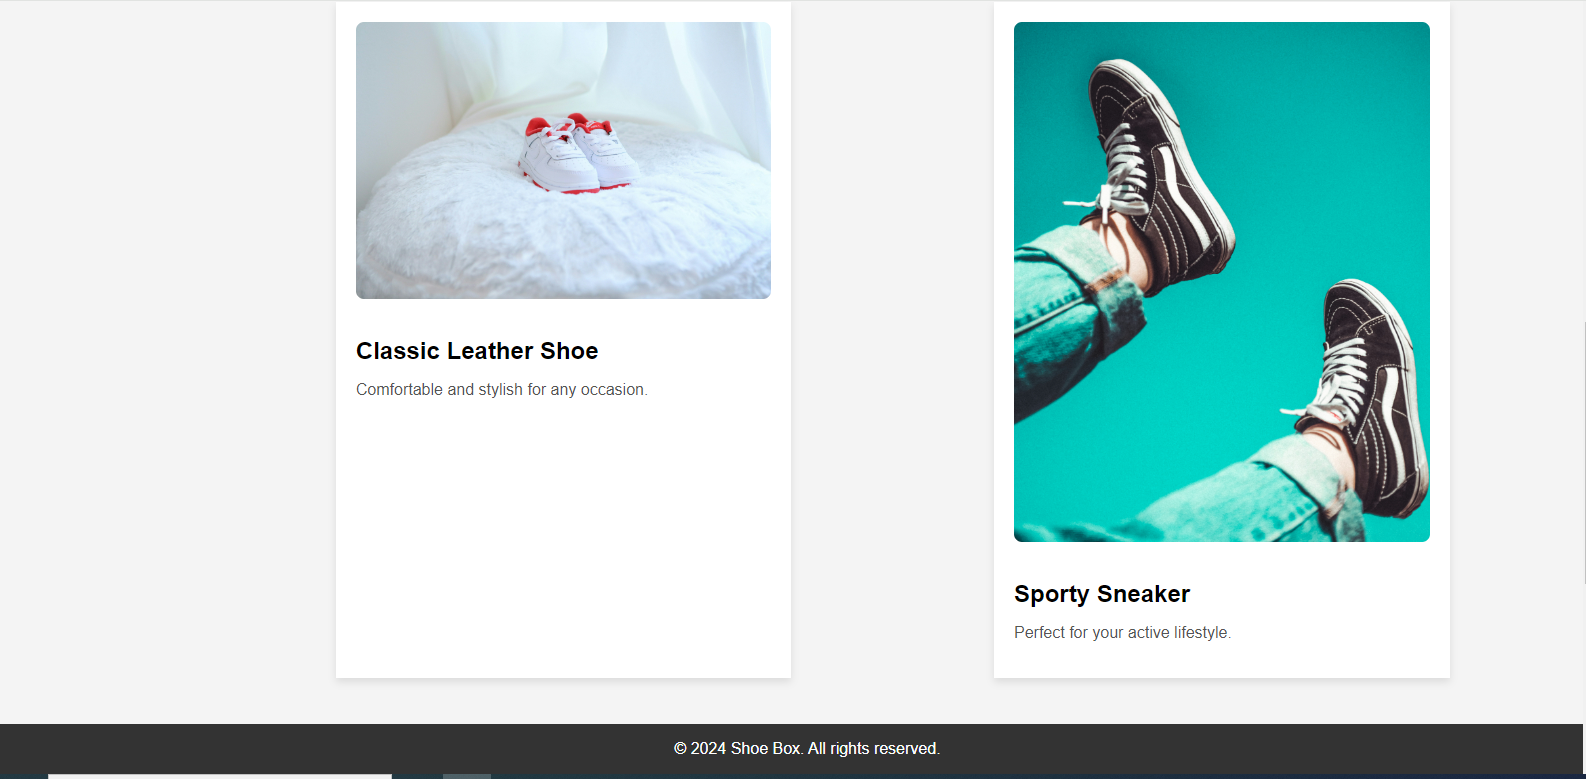 Classic Leather Shoe
Comfortable and stylish for any occasion.
Sporty Sneaker
Perfect for your active lifestyle.
© 2024 Shoe Box. All rights reserved.